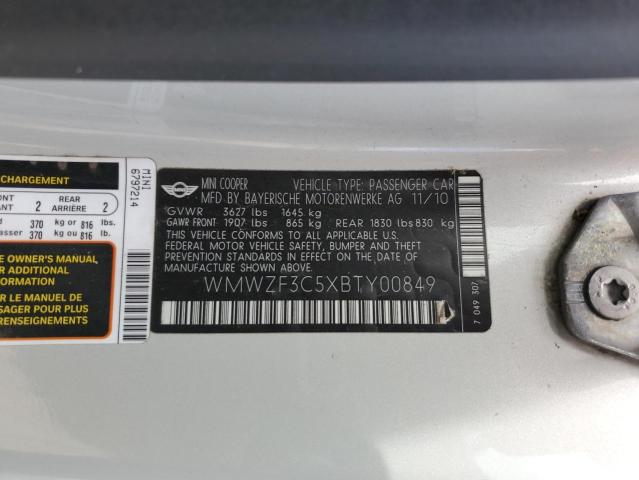 CHARGEMENT
FRONT 2 REAR 2
ANT ARRIÈRE
370 kg or 816 lbs.
asser 370 kg ou 816 lb.
E OWNER'S MANUAL
R ADDITIONAL
FORMATION
R LE MANUEL DE
SAGER POUR PLUS
RENSEIGNEMENTS
MINI
6797214
MINI
MINI COOPER VEHICLE TYPE: PASSENGER CAR
MFD BY BAYERISCHE MOTORENWERKE AG 11/10
GVWR 3627 lbs 1645 kg
GAWR FRONT 1907 lbs 865 kg REAR 1830 lbs 830 kg
THIS VEHICLE CONFORMS TO ALL APPLICABLE U.S.
FEDERAL MOTOR VEHICLE SAFETY, BUMPER AND THEFT
PREVENTION STANDARDS IN EFFECT ON THE DATE OF
MANUFACTURE SHOWN ABOVE.
WMWZF3C5XBTY00849
7 049 307